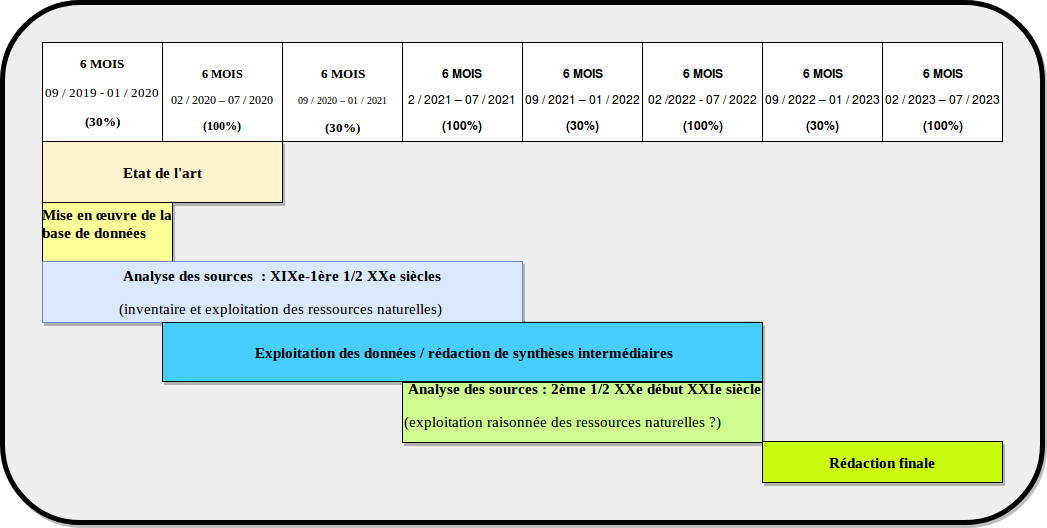 6 MOIS
09 / 2019 - 01 / 2020
(30%)
6 MOIS
02 / 2020 – 07 / 2020
(100%)
6 MOIS
09 / 2020 – 01 / 2021
(30%)
6 MOIS
2 / 2021 – 07 / 2021
(100%)
6 MOIS
09 / 2021 – 01 / 2022
(30%)
6 MOIS
02 /2022 - 07 / 2022
(100%)
6 MOIS
09 / 2022 – 01 / 2023
(30%)
6 MOIS
02 / 2023 – 07 / 2023
(100%)
Etat de l'art
Mise en œuvre de la
base de données
Analyse des sources : XIXe-1ère 1/2 XXe siècles
(inventaire et exploitation des ressources naturelles)
Exploitation des données / rédaction de synthèses intermédiaires
Analyse des sources : 2ème 1/2 XXe début XXIe siècle
(exploitation raisonnée des ressources naturelles ?)
Rédaction finale